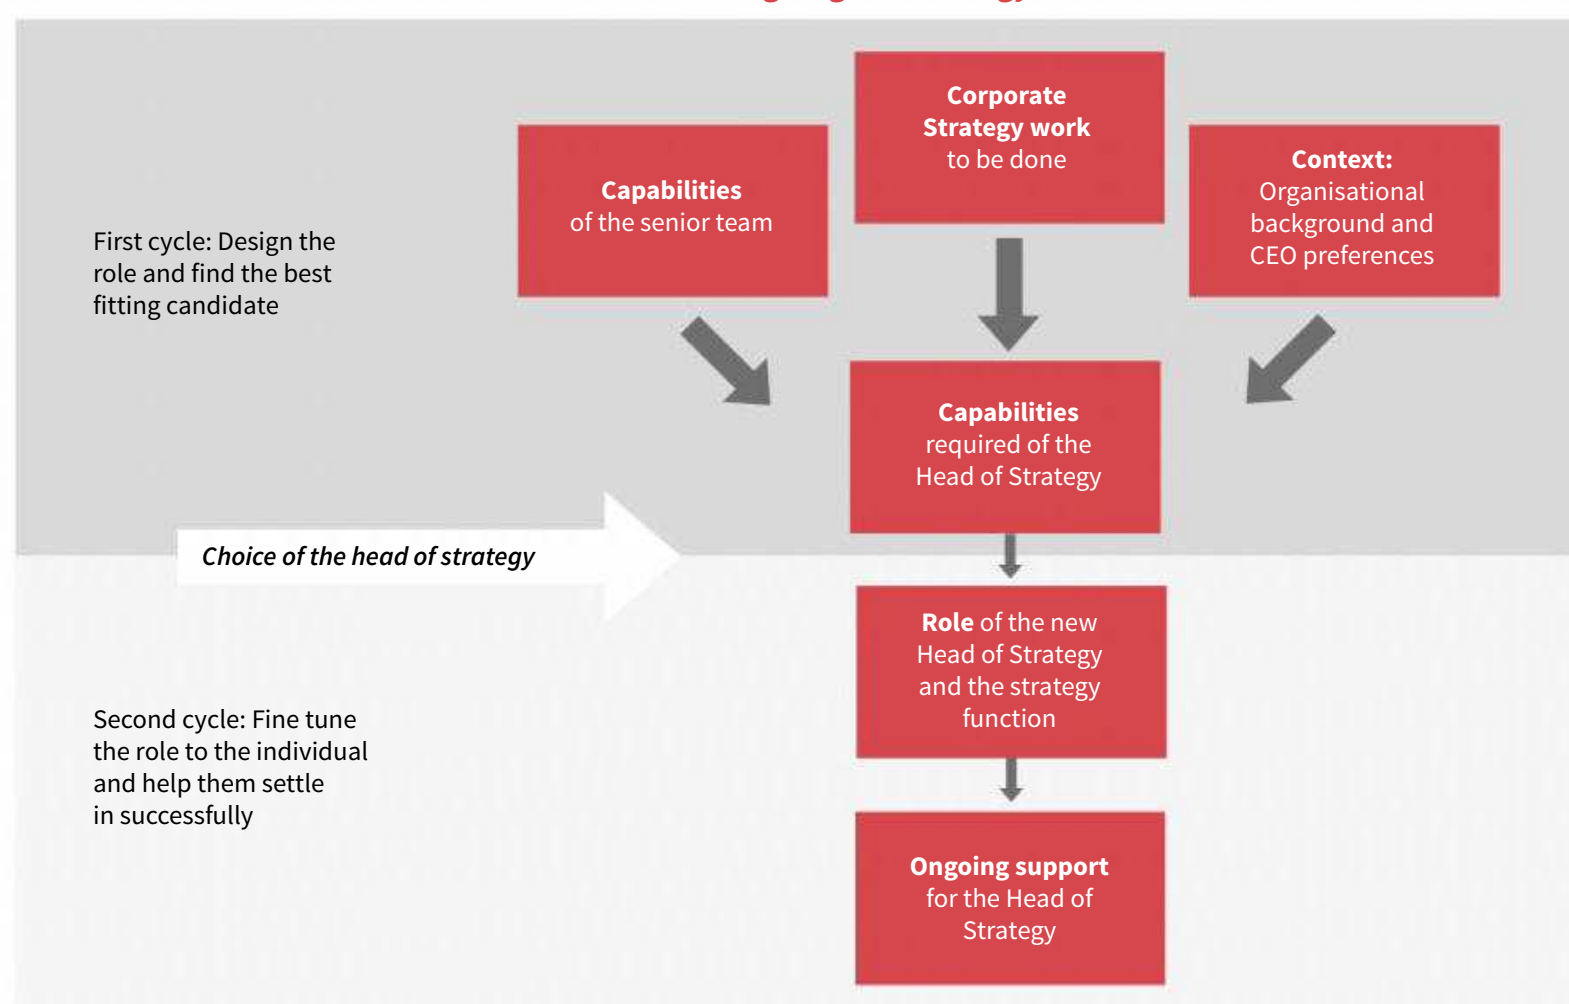 Corporate
Strategy work
to be done
Capabilities
of the senior team
Context:
Organisational
background and
CEO preferences
First cycle: Design the
role and find the best
fitting candidate
Capabilities
required of the
Head of Strategy
Choice of the head of strategy
Role of the new
Head of Strategy
and the strategy
function
Second cycle: Fine tune
the role to the individual
and help them settle
in successfully
Ongoing support
for the Head of
Strategy